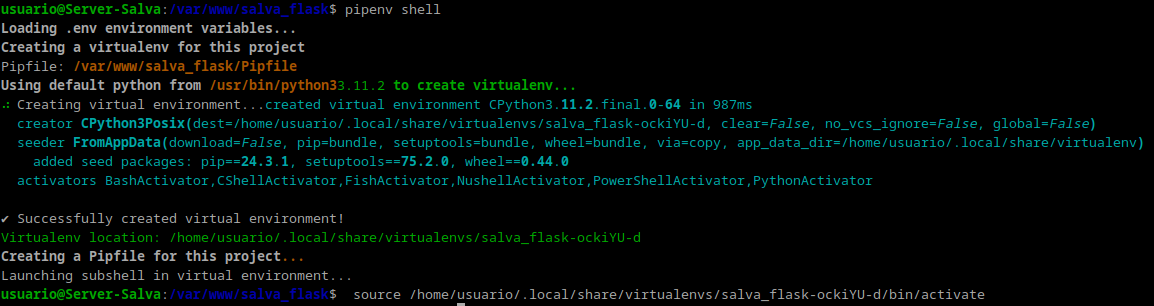 usuario@Server-Salva:/var/www/salva_flask$ pipenv shell
Loading .env environment variables...
Creating a virtualenv for this project
Pipfile: /var/www/salva_flask/Pipfile
Using default python from /usr/bin/python33.11.2 to create virtualenv...
⠴ Creating virtual environment...created virtual environment CPython3.11.2.final.0-64 in 987ms
creator CPython3Posix(dest=/home/usuario/.local/share/virtualenvs/salva_flask-ockiYU-d, clear=False, no_vcs_ignore=False, global=False)
seeder FromAppData(download=False, pip=bundle, setuptools=bundle, wheel=bundle, via=copy, app_data_dir=/home/usuario/.local/share/virtualenv)
added seed packages: pip==24.3.1, setuptools==75.2.0, wheel==0.44.0
activators BashActivator,CShellActivator,FishActivator,NushellActivator,PowerShellActivator,PythonActivator
✔ Successfully created virtual environment!
Virtualenv location: /home/usuario/.local/share/virtualenvs/salva_flask-ockiYU-d
Creating a Pipfile for this project...
Launching subshell in virtual environment...
usuario@Server-Salva:/var/www/salva_flask$  source /home/usuario/.local/share/virtualenvs/salva_flask-ockiYU-d/bin/activate